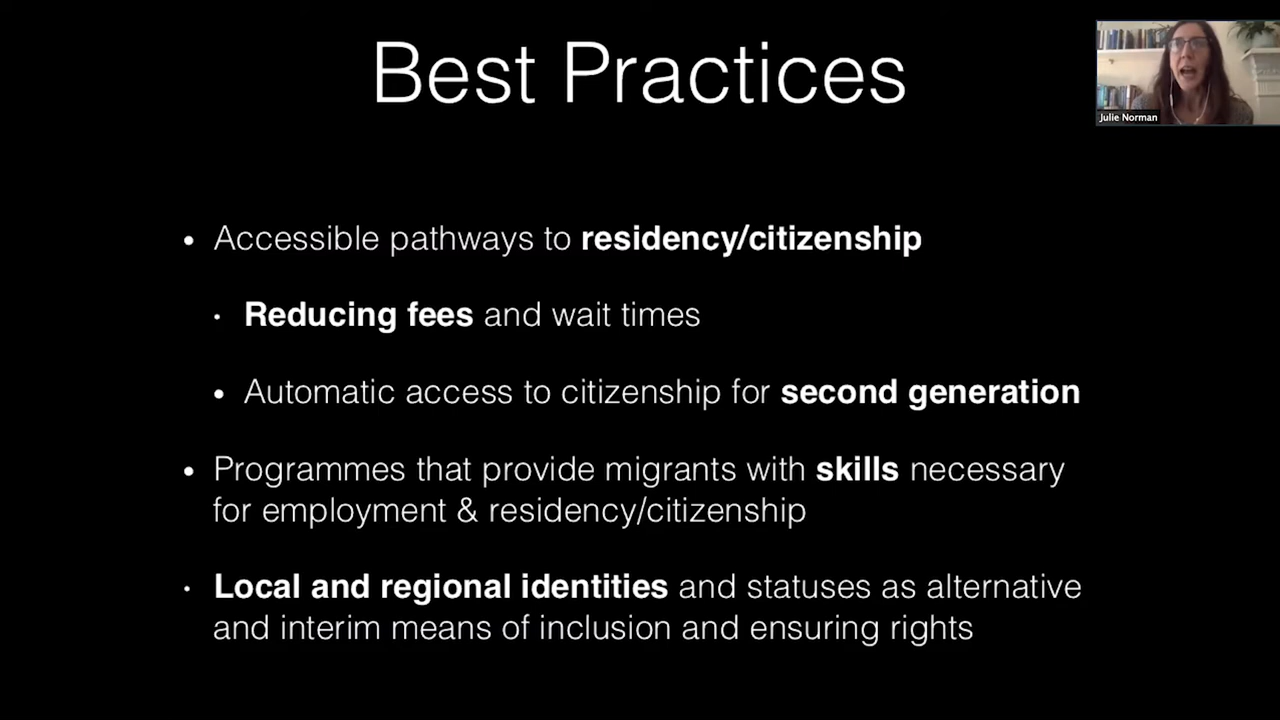 Best Practices
Julie Norman
• Accessible pathways to residency/citizenship
• Reducing fees and wait times
• Automatic access to citizenship for second generation
• Programmes that provide migrants with skills necessary
for employment & residency/citizenship
• Local and regional identities and statuses as alternative
and interim means of inclusion and ensuring rights